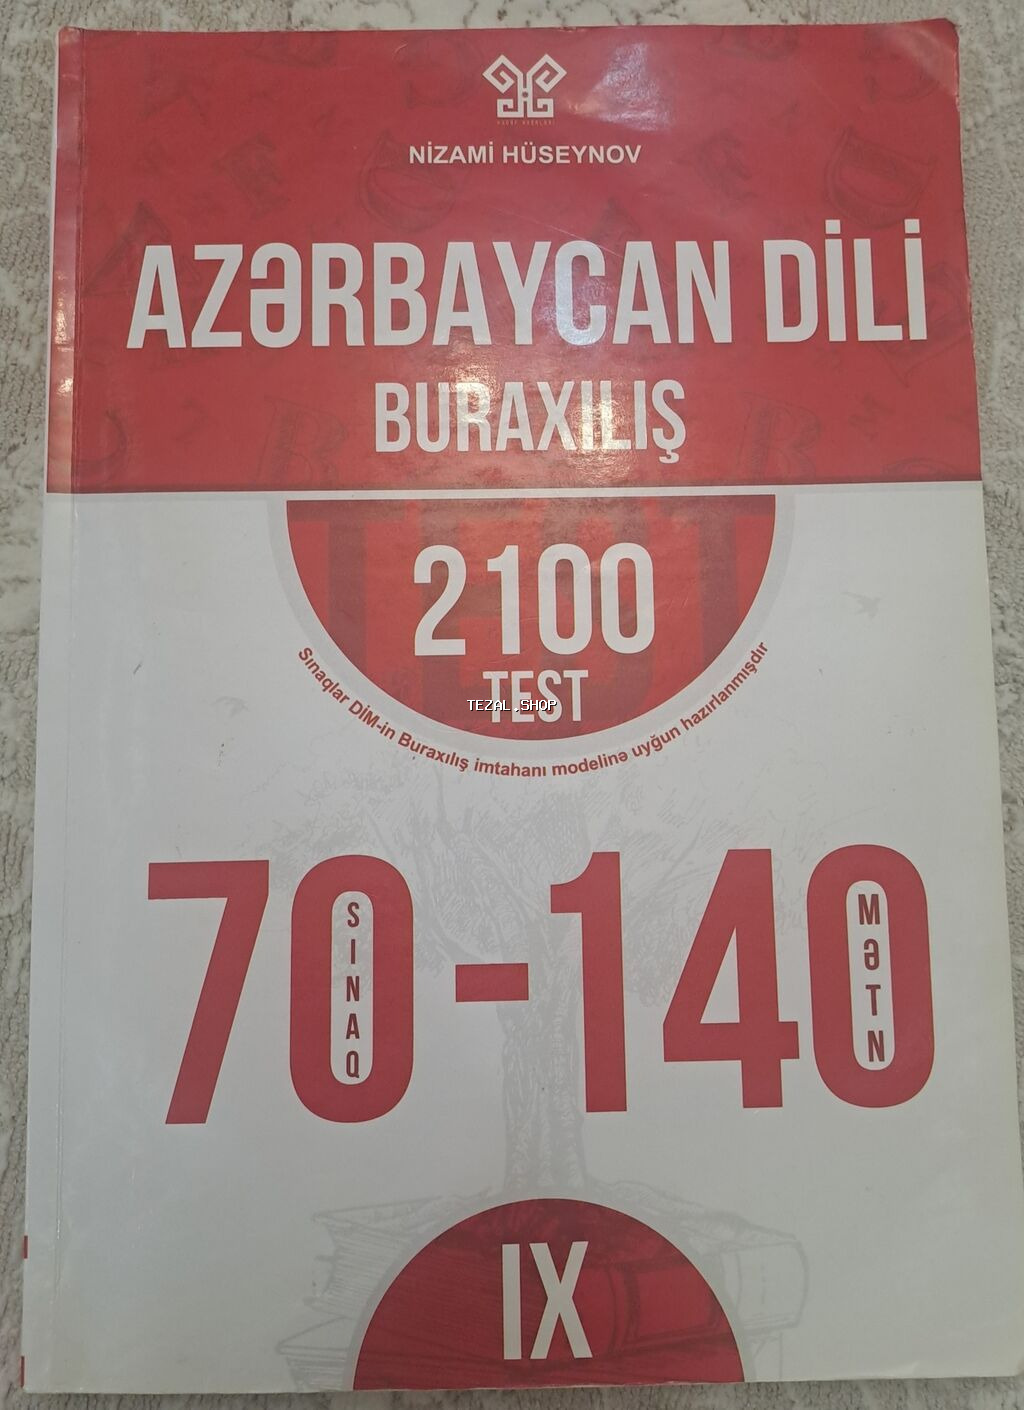 NİZAMİ HÜSEYNOV
AZƏRBAYCAN DİLİ
BURAXILIŞ
2100
TEST
TEZAL.SHOP
Sınaqlar DİM-in Buraxılış imtahanı modelinə uyğun hazırlanmışdır
70 SINAQ - 140 MƏTN
IX